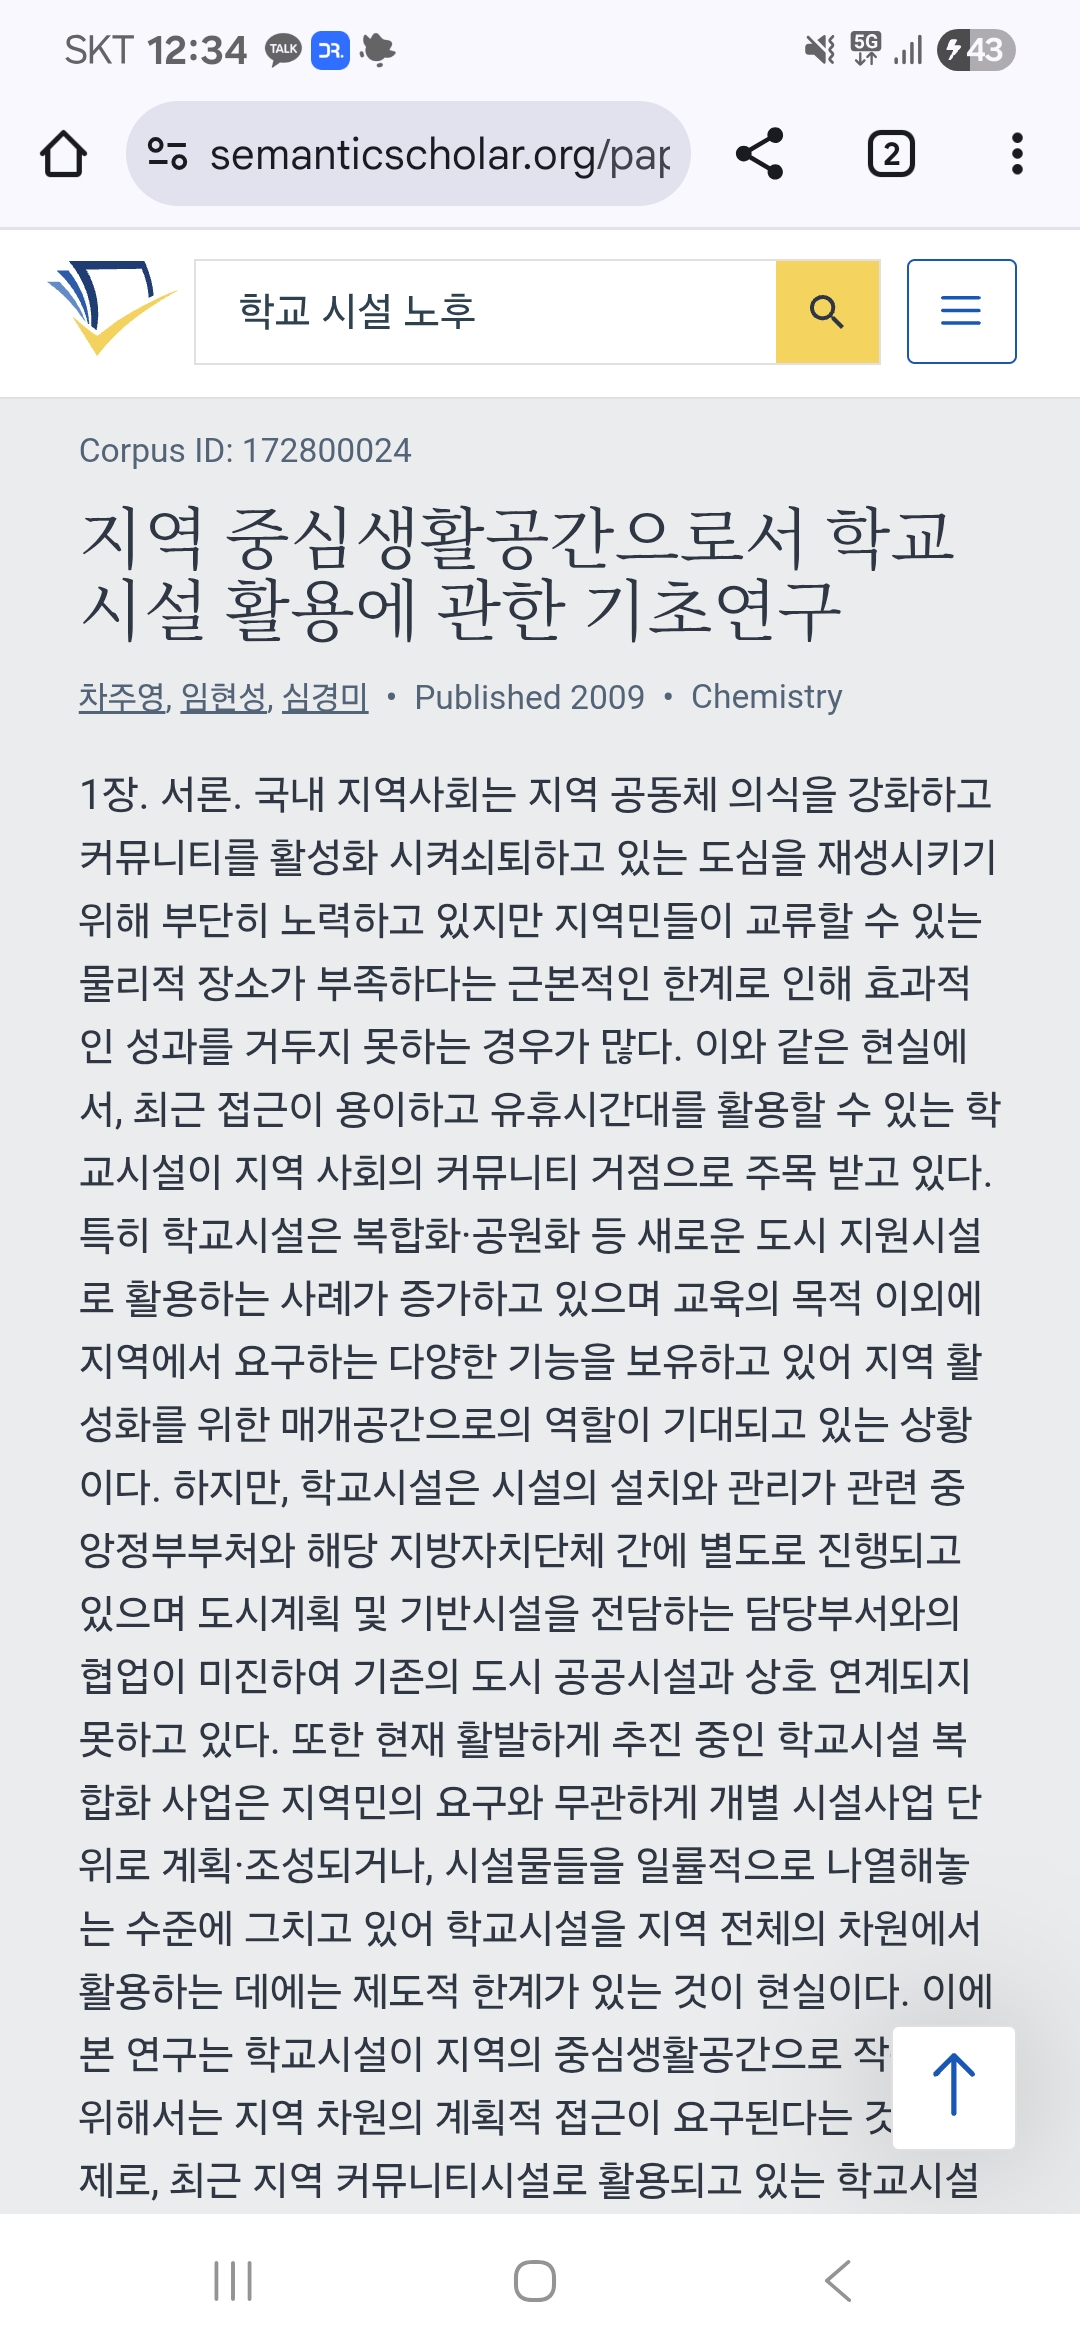 SKT 12:34 TALK DR. 5G 43
semanticscholar.org/pap
2
학교 시설 노후
Corpus ID: 172800024
지역 중심생활공간으로서 학교
시설 활용에 관한 기초연구
차주영, 임현성, 심경미 • Published 2009 • Chemistry
1장. 서론. 국내 지역사회는 지역 공동체 의식을 강화하고
커뮤니티를 활성화 시켜쇠퇴하고 있는 도심을 재생시키기
위해 부단히 노력하고 있지만 지역민들이 교류할 수 있는
물리적 장소가 부족하다는 근본적인 한계로 인해 효과적
인 성과를 거두지 못하는 경우가 많다. 이와 같은 현실에
서, 최근 접근이 용이하고 유휴시간대를 활용할 수 있는 학
교시설이 지역 사회의 커뮤니티 거점으로 주목 받고 있다.
특히 학교시설은 복합화·공원화 등 새로운 도시 지원시설
로 활용하는 사례가 증가하고 있으며 교육의 목적 이외에
지역에서 요구하는 다양한 기능을 보유하고 있어 지역 활
성화를 위한 매개공간으로의 역할이 기대되고 있는 상황
이다. 하지만, 학교시설은 시설의 설치와 관리가 관련 중
앙정부부처와 해당 지방자치단체 간에 별도로 진행되고
있으며 도시계획 및 기반시설을 전담하는 담당부서와의
협업이 미진하여 기존의 도시 공공시설과 상호 연계되지
못하고 있다. 또한 현재 활발하게 추진 중인 학교시설 복
합화 사업은 지역민의 요구와 무관하게 개별 시설사업 단
위로 계획·조성되거나, 시설물들을 일률적으로 나열해놓
는 수준에 그치고 있어 학교시설을 지역 전체의 차원에서
활용하는 데에는 제도적 한계가 있는 것이 현실이다. 이에
본 연구는 학교시설이 지역의 중심생활공간으로 작
위해서는 지역 차원의 계획적 접근이 요구된다는
제로, 최근 지역 커뮤니티시설로 활용되고 있는 학교시설